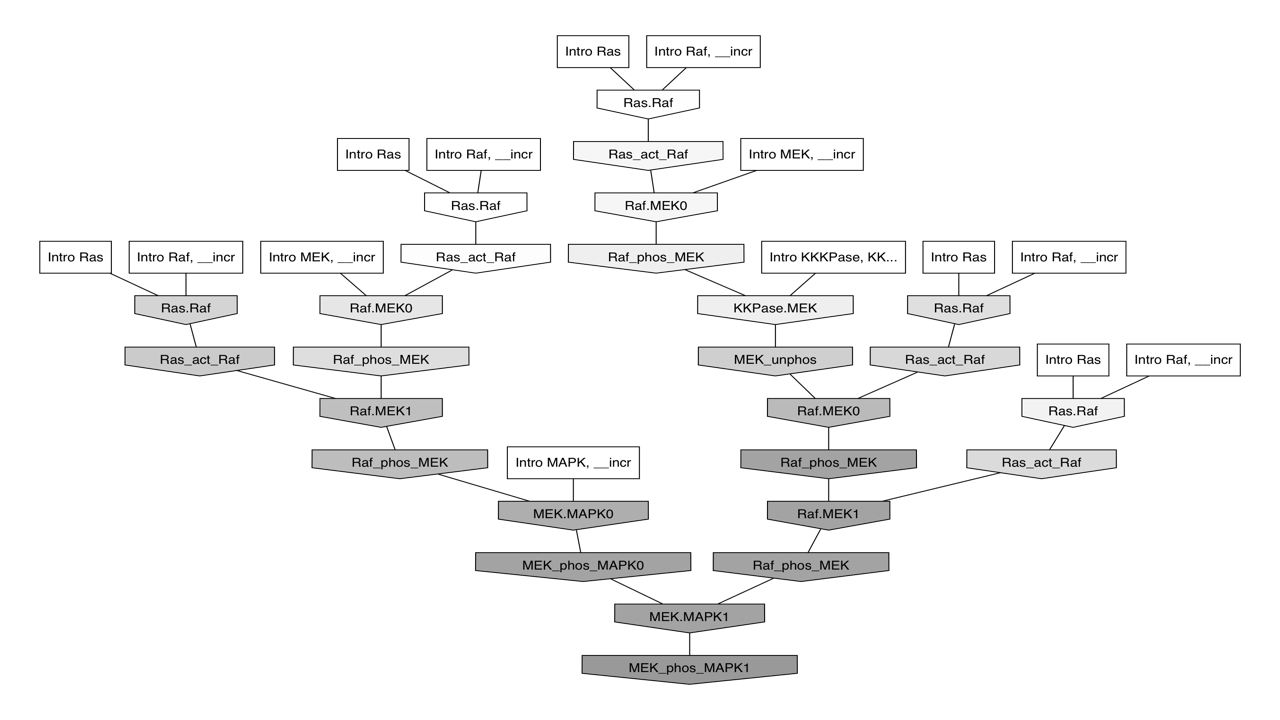 Intro Ras
Intro Raf, __incr
Ras.Raf
Intro Ras
Intro Raf, __incr
Ras_act_Raf
Intro MEK, __incr
Ras.Raf
Raf.MEK0
Intro Ras
Intro Raf, __incr
Intro MEK, __incr
Ras_act_Raf
Raf_phos_MEK
Intro KKKPase, KK...
Intro Ras
Intro Raf, __incr
Ras.Raf
Raf.MEK0
KKPase.MEK
Ras.Raf
Ras_act_Raf
Raf_phos_MEK
MEK_unphos
Ras_act_Raf
Intro Ras
Intro Raf, __incr
Raf.MEK1
Raf.MEK0
Ras.Raf
Raf_phos_MEK
Intro MAPK, __incr
Raf_phos_MEK
Ras_act_Raf
MEK.MAPK0
Raf.MEK1
MEK_phos_MAPK0
Raf_phos_MEK
MEK.MAPK1
MEK_phos_MAPK1